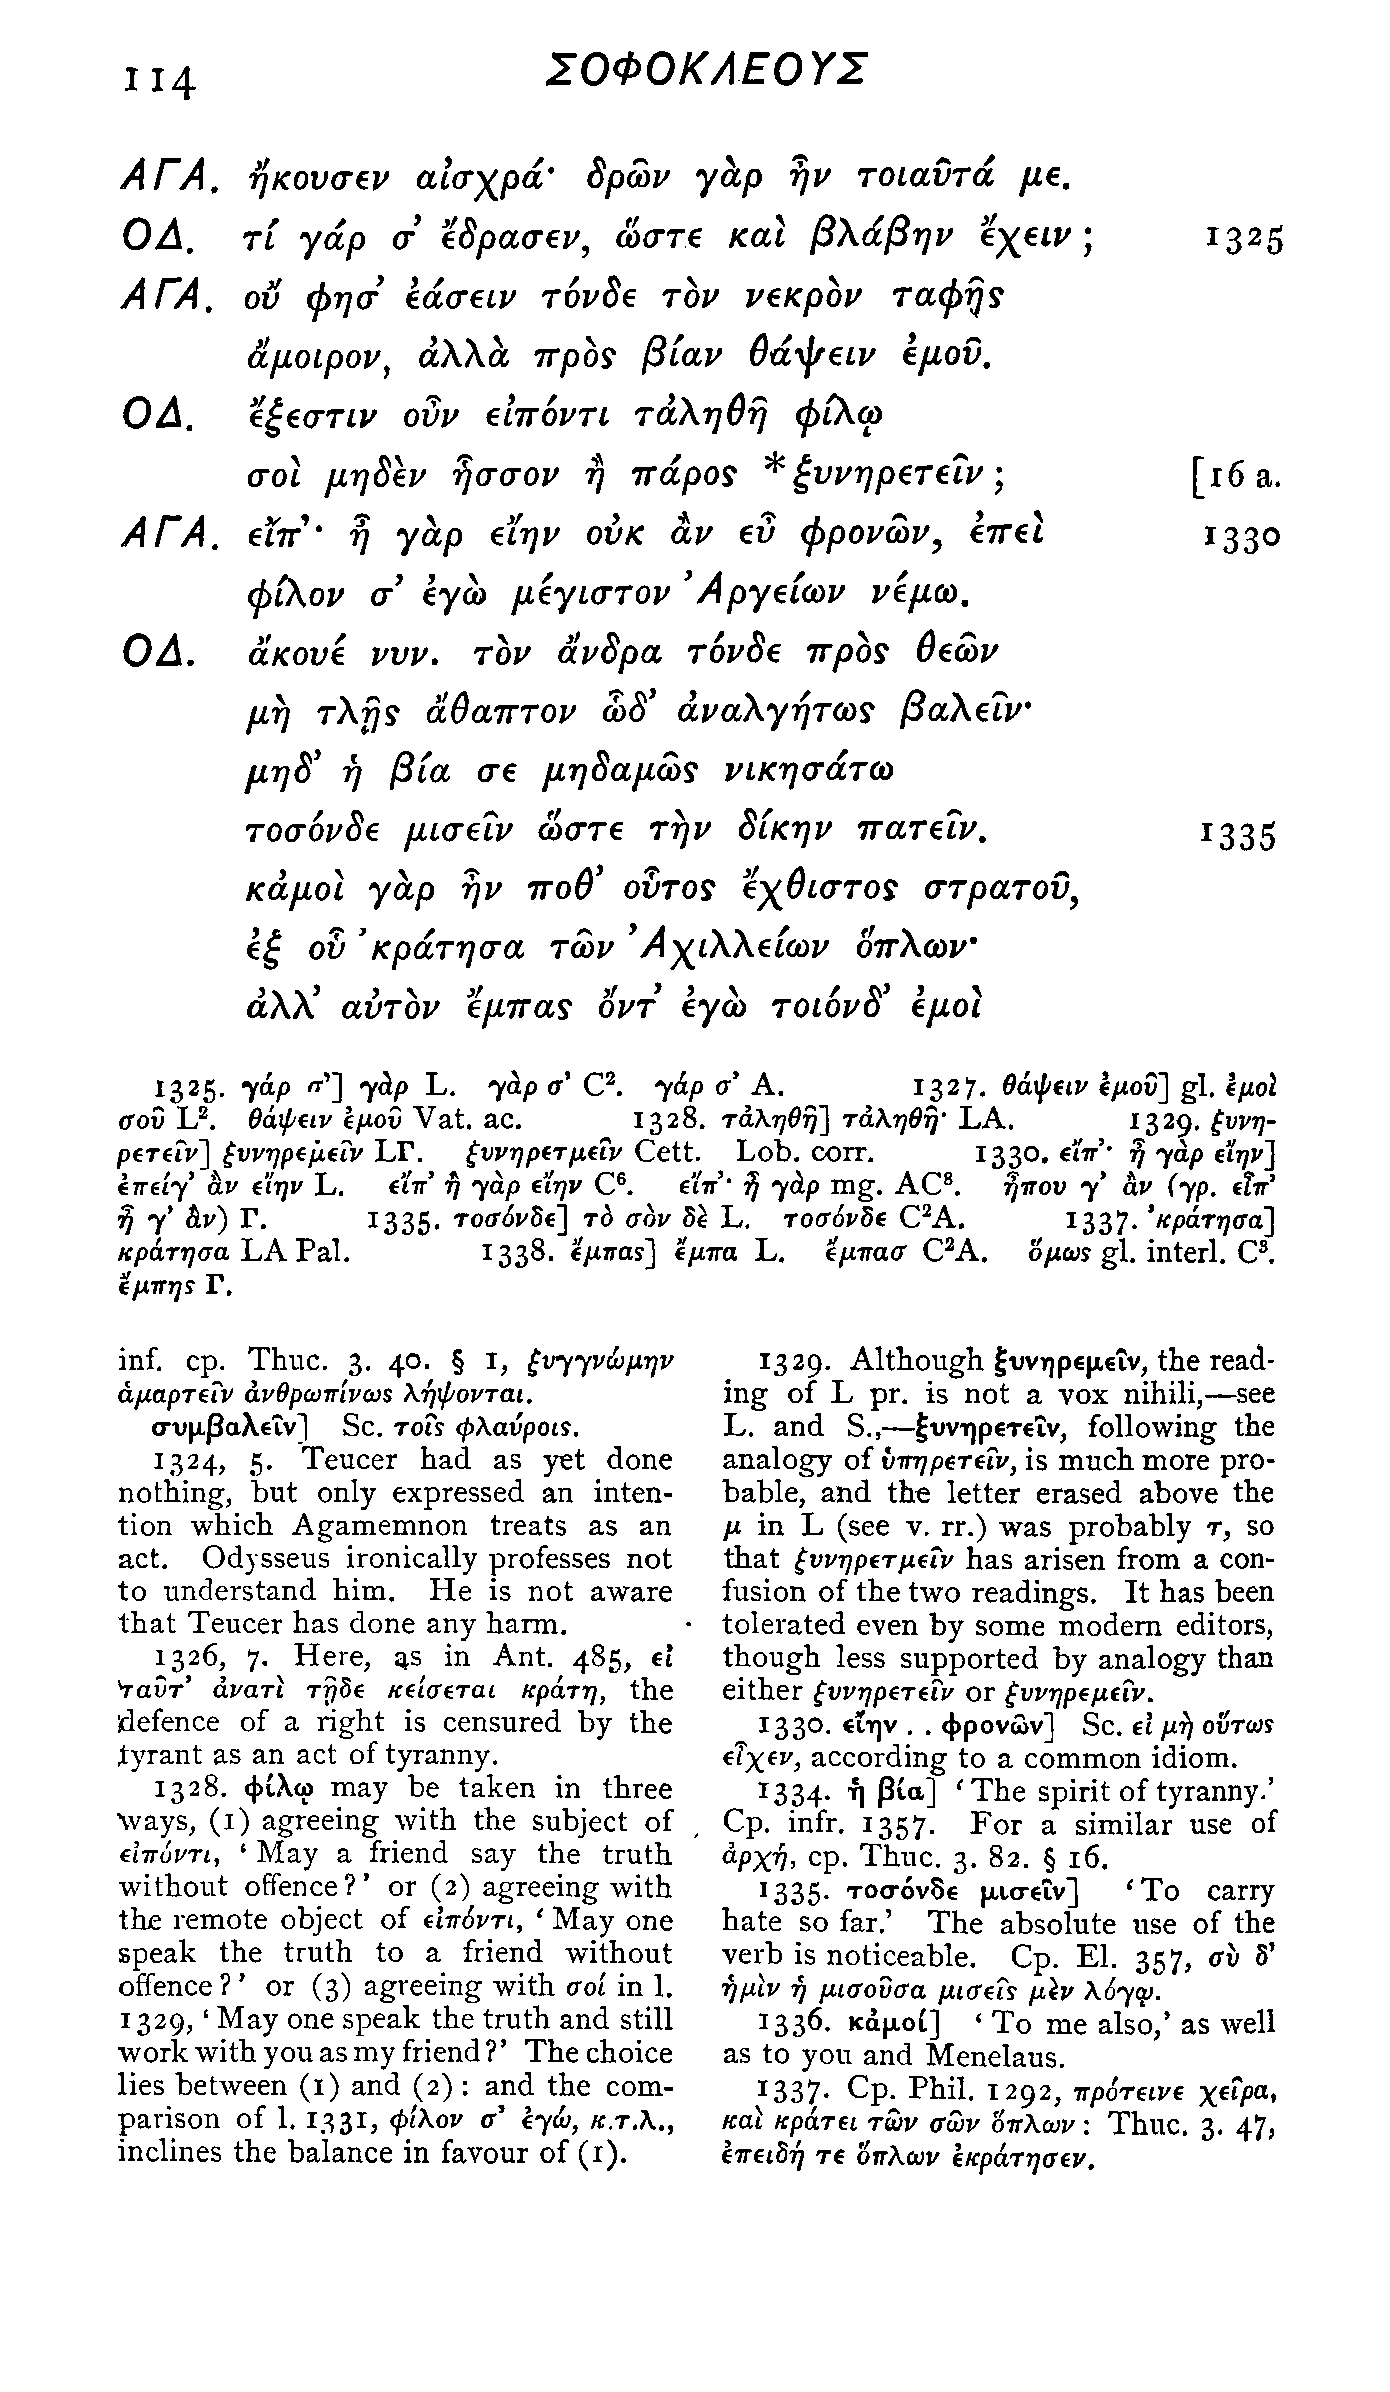 114
ΣΟΦΟΚΛΕΟΥΣ
ΑΓΑ. ἤκουσεν αἰσχρά· δρῶν γὰρ ἦν τοιαῦτά με.
ΟΔ. τί γάρ σ’ ἔδρασεν, ὥστε καὶ βλάβην ἔχειν; 1325
ΑΓΑ. οὔ φησ’ ἐάσειν τόνδε τὸν νεκρὸν ταφῆς
ἄμοιρον, ἀλλὰ πρὸς βίαν θάψειν ἐμοῦ.
ΟΔ. ἔξεστιν οὖν εἰπόντι τἀληθῆ φίλῳ
σοὶ μηδὲν ἧσσον ἢ πάρος *ξυνηρετεῖν; [16 a.
ΑΓΑ. εἶπ’· ἦ γὰρ εἴην οὐκ ἂν εὖ φρονῶν, ἐπεὶ 1330
φίλον σ’ ἐγὼ μέγιστον Ἀργείων νέμω.
ΟΔ. ἄκουέ νυν. τὸν ἄνδρα τόνδε πρὸς θεῶν
μὴ τλῇς ἄθαπτον ὧδ’ ἀναλγήτως βαλεῖν·
μηδ’ ἡ βία σε μηδαμῶς νικησάτω
τοσόνδε μισεῖν ὥστε τὴν δίκην πατεῖν. 1335
κἀμοὶ γὰρ ἦν ποθ’ οὗτος ἔχθιστος στρατοῦ,
ἐξ οὗ ’κράτησα τῶν Ἀχιλλείων ὅπλων·
ἀλλ’ αὐτὸν ἔμπας ὄντ’ ἐγὼ τοιόνδ’ ἐμοὶ
1325. γάρ σ’] γὰρ L. γὰρ σ’ C². γάρ σ’ A. 1327. θάψειν ἐμοῦ] gl. ἐμοὶ
σοῦ L². θάψειν ἐμοῦ Vat. ac. 1328. τἀληθῆ] τἀληθῆ· LA. 1329. ξυνη-
ρετεῖν] ξυνηρεμεῖν LΓ. ξυνηρετμεῖν Cett. Lob. corr. 1330. εἴπ’· ἦ γὰρ εἴην]
ἐπείγ’ ἂν εἴην L. εἴπ’ ἢ γὰρ εἴην C⁶. εἴπ’· ἦ γὰρ mg. AC⁸. ἦπου γ’ ἂν (γρ. εἶπ’
ἦ γ’ ἂν) Γ. 1335. τοσόνδε] τὸ σὸν δὲ L. τοσόνδε C²A. 1337. ’κράτησα]
κράτησα LA Pal. 1338. ἔμπας] ἔμπα L. ἔμπασ C²A. ὅμως gl. interl. C³.
ἔμπης Γ.
inf. cp. Thuc. 3. 40. § 1, ξυγγνώμην
ἁμαρτεῖν ἀνθρωπίνως λήψονται.
συμβαλεῖν] Sc. τοῖς φλαύροις.
1324, 5. Teucer had as yet done
nothing, but only expressed an inten-
tion which Agamemnon treats as an
act. Odysseus ironically professes not
to understand him. He is not aware
that Teucer has done any harm.
1326, 7. Here, as in Ant. 485, εἰ
ταῦτ’ ἀνατὶ τῇδε κείσεται κράτη, the
defence of a right is censured by the
tyrant as an act of tyranny.
1328. φίλῳ may be taken in three
ways, (1) agreeing with the subject of
εἰπόντι, ‘May a friend say the truth
without offence?’ or (2) agreeing with
the remote object of εἰπόντι, ‘May one
speak the truth to a friend without
offence?’ or (3) agreeing with σοί in l.
1329, ‘May one speak the truth and still
work with you as my friend?’ The choice
lies between (1) and (2): and the com-
parison of l. 1331, φίλον σ’ ἐγώ, κ.τ.λ.,
inclines the balance in favour of (1).
1329. Although ξυνηρεμεῖν, the read-
ing of L pr. is not a vox nihili,—see
L. and S.,—ξυνηρετεῖν, following the
analogy of ὑπηρετεῖν, is much more pro-
bable, and the letter erased above the
μ in L (see v. rr.) was probably τ, so
that ξυνηρετμεῖν has arisen from a con-
fusion of the two readings. It has been
tolerated even by some modern editors,
though less supported by analogy than
either ξυνηρετεῖν or ξυνηρεμεῖν.
1330. εἴην . . φρονῶν] Sc. εἰ μὴ οὕτως
εἶχεν, according to a common idiom.
1334. ἡ βία] ‘The spirit of tyranny.’
Cp. infr. 1357. For a similar use of
ἀρχή, cp. Thuc. 3. 82. § 16.
1335. τοσόνδε μισεῖν] ‘To carry
hate so far.’ The absolute use of the
verb is noticeable. Cp. El. 357, σὺ δ’
ἡμὶν ἡ μισοῦσα μισεῖς μὲν λόγῳ.
1336. κἀμοί] ‘To me also,’ as well
as to you and Menelaus.
1337. Cp. Phil. 1292, πρότεινε χεῖρα,
καὶ κράτει τῶν σῶν ὅπλων: Thuc. 3. 47,
ἐπειδή τε ὅπλων ἐκράτησεν.